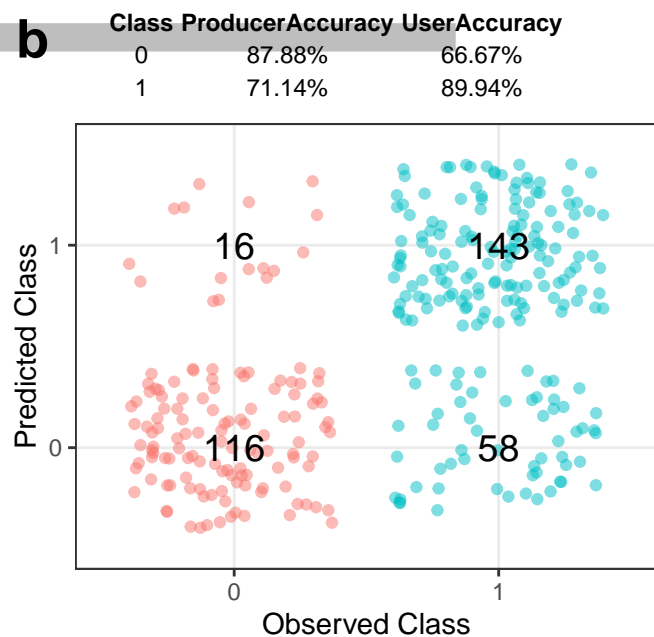 b
Class ProducerAccuracy UserAccuracy
0 87.88% 66.67%
1 71.14% 89.94%
Predicted Class
1
16 143
0
116 58
0 1
Observed Class